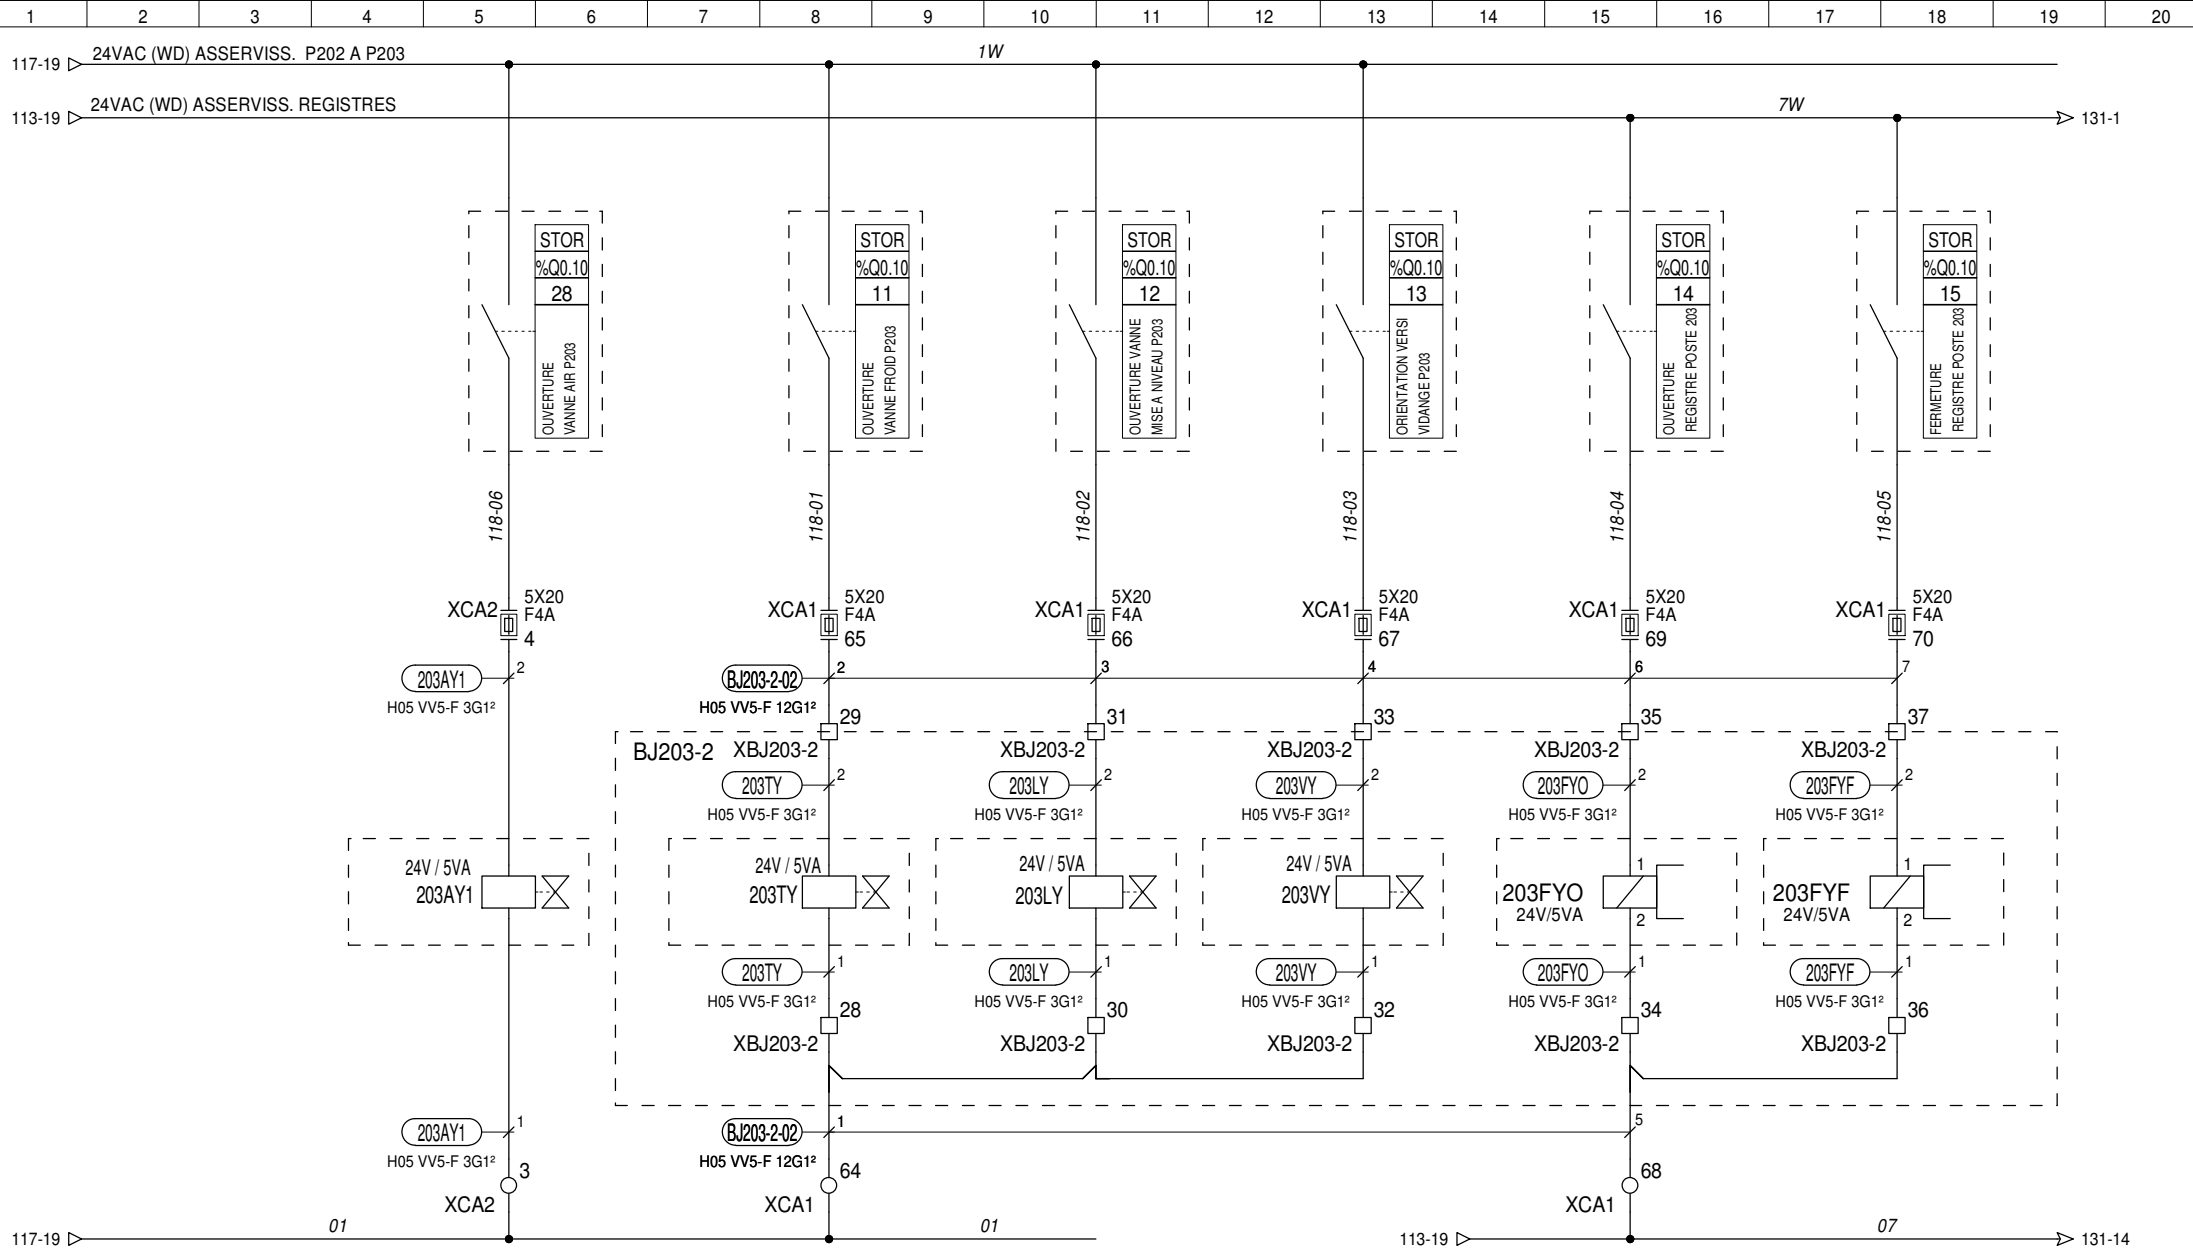 1 2 3 4 5 6 7 8 9 10 11 12 13 14 15 16 17 18 19 20
24VAC (WD) ASSERVISS. P202 A P203 1W
117-19
24VAC (WD) ASSERVISS. REGISTRES 7W
113-19 131-1
STOR STOR STOR STOR STOR STOR
%Q0.10 %Q0.10 %Q0.10 %Q0.10 %Q0.10 %Q0.10
28 11 12 13 14 15
OUVERTURE
VANNE AIR P203
OUVERTURE
VANNE FROID P203
OUVERTURE VANNE
MISE A NIVEAU P203
ORIENTATION VERSI
VIDANGE P203
OUVERTURE
REGISTRE POSTE 203
FERMETURE
REGISTRE POSTE 203
118-06 118-01 118-02 118-03 118-04 118-05
5X20 5X20 5X20 5X20 5X20 5X20
XCA2 F4A XCA1 F4A XCA1 F4A XCA1 F4A XCA1 F4A XCA1 F4A
4 65 66 67 69 70
203AY1 2 BJ203-2-02 2 3 4 6 7
H05 VV5-F 3G1² H05 VV5-F 12G1²
29 31 33 35 37
BJ203-2 XBJ203-2 XBJ203-2 XBJ203-2 XBJ203-2 XBJ203-2
203TY 2 203LY 2 203VY 2 203FYO 2 203FYF 2
H05 VV5-F 3G1² H05 VV5-F 3G1² H05 VV5-F 3G1² H05 VV5-F 3G1² H05 VV5-F 3G1²
24V / 5VA 24V / 5VA 24V / 5VA 24V / 5VA 1 1
203AY1 203TY 203LY 203VY 203FYO 203FYF
24V/5VA 2 24V/5VA 2
203TY 1 203LY 1 203VY 1 203FYO 1 203FYF 1
H05 VV5-F 3G1² H05 VV5-F 3G1² H05 VV5-F 3G1² H05 VV5-F 3G1² H05 VV5-F 3G1²
28 30 32 34 36
XBJ203-2 XBJ203-2 XBJ203-2 XBJ203-2 XBJ203-2
203AY1 1 BJ203-2-02 1 5
H05 VV5-F 3G1² H05 VV5-F 12G1²
3 64 68
XCA2 XCA1 XCA1
01 01 07
117-19 113-19 131-14